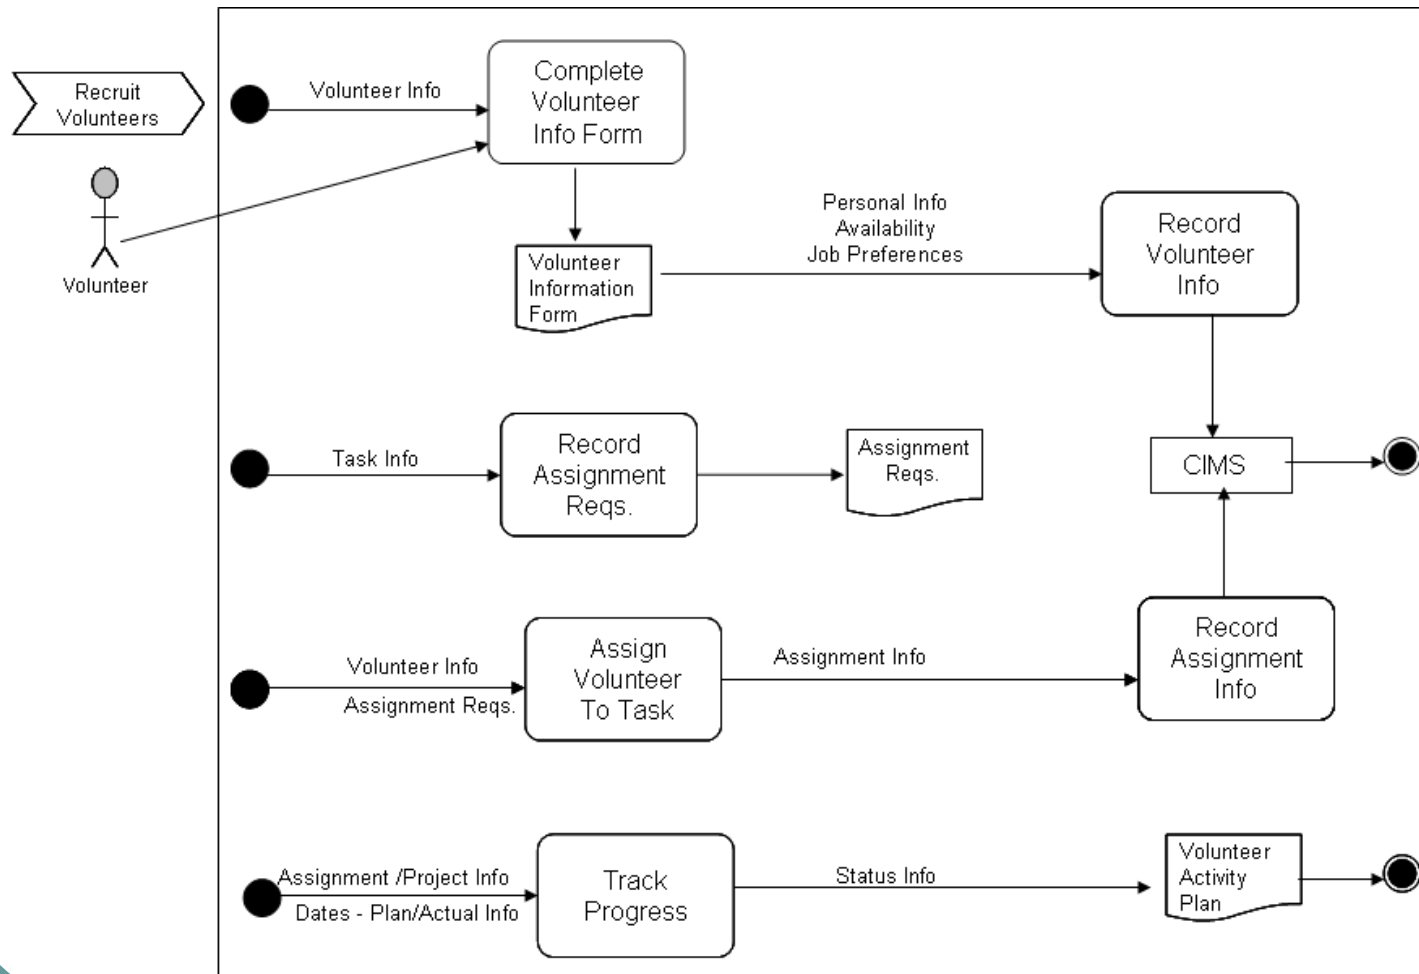 Recruit
Volunteers
Volunteer
Volunteer Info
Complete
Volunteer
Info Form
Volunteer
Information
Form
Personal Info
Availability
Job Preferences
Record
Volunteer
Info
Task Info
Record
Assignment
Reqs.
Assignment
Reqs.
CIMS
Volunteer Info
Assignment Reqs.
Assign
Volunteer
To Task
Assignment Info
Record
Assignment
Info
Assignment /Project Info
Dates - Plan/Actual Info
Track
Progress
Status Info
Volunteer
Activity
Plan